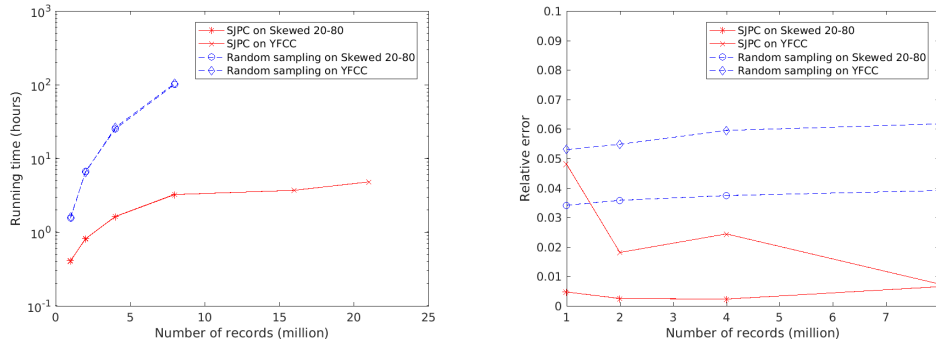 10^3
10^2
10^1
10^0
10^-1
Running time (hours)
SJPC on Skewed 20-80
SJPC on YFCC
Random sampling on Skewed 20-80
Random sampling on YFCC
0 5 10 15 20 25
Number of records (million)
0.1
0.09
0.08
0.07
0.06
0.05
0.04
0.03
0.02
0.01
0
Relative error
SJPC on Skewed 20-80
SJPC on YFCC
Random sampling on Skewed 20-80
Random sampling on YFCC
1 2 3 4 5 6 7
Number of records (million)